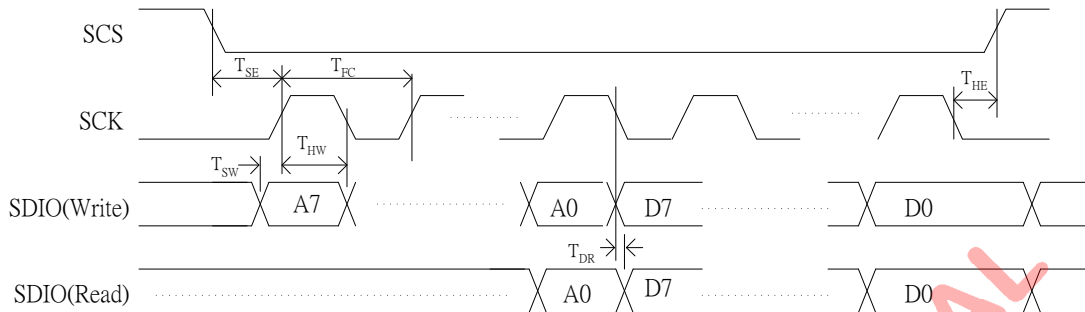 SCS
T_SE T_FC T_HE
SCK
T_HW
T_SW
SDIO(Write) A7 A0 D7 D0
T_DR
SDIO(Read) A0 D7 D0